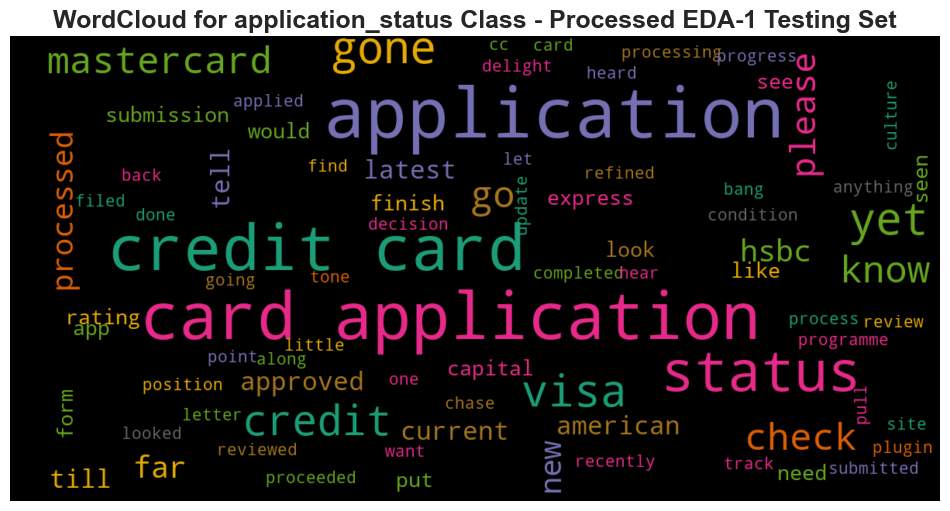 WordCloud for application_status Class - Processed EDA-1 Testing Set
mastercard
gone
cc
card
delight
heard
processing
progress
see
please
culture
submission
applied
would
application
processed
back
tell
find
latest
let
refined
bang
anything
seen
filed
done
finish
decision
go
update
express
condition
yet
credit card
look
hsbc
like
know
going
tone
completed
hear
rating
app
card application
process
review
programme
little
point
along
status
position
approved
one
capital
visa
pull
form
letter
credit
chase
looked
reviewed
current
american
check
site
plugin
want
new
recently
track
need
submitted
till
far
proceeded
put